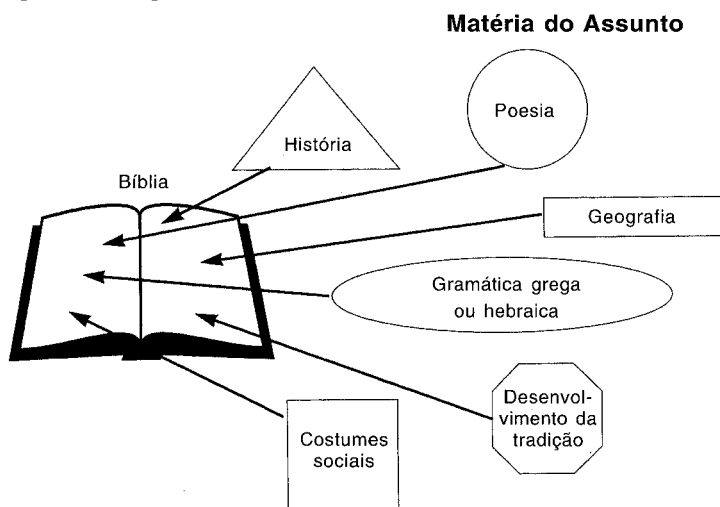 Matéria do Assunto
Poesia
História
Bíblia
Geografia
Gramática grega
ou hebraica
Desenvol-
vimento da
tradição
Costumes
sociais